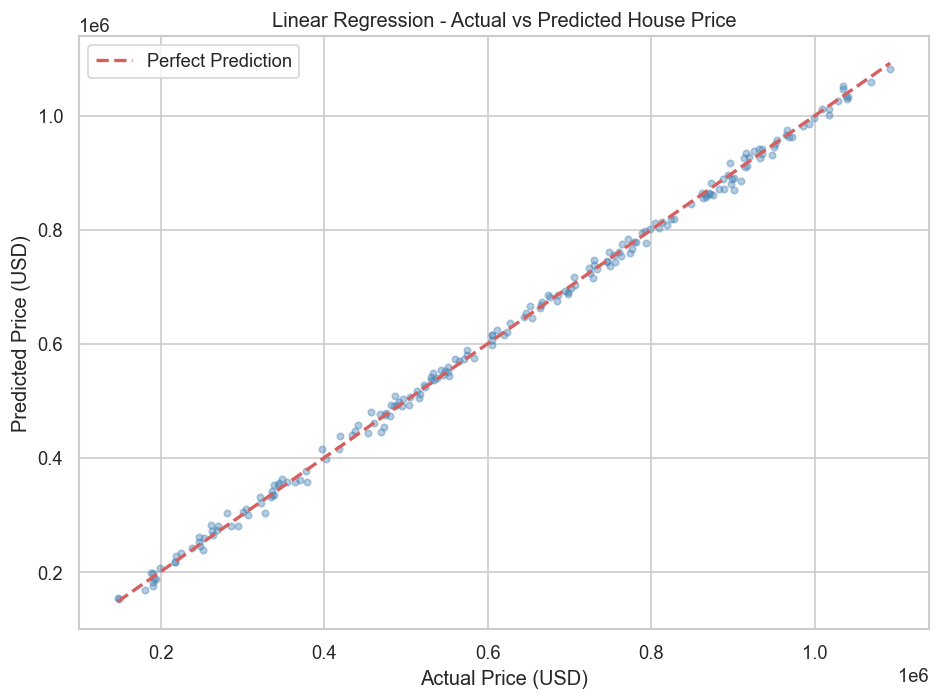 Linear Regression - Actual vs Predicted House Price
1e6
Perfect Prediction
1.0
0.8
0.6
0.4
0.2
Predicted Price (USD)
0.2 0.4 0.6 0.8 1.0
1e6
Actual Price (USD)